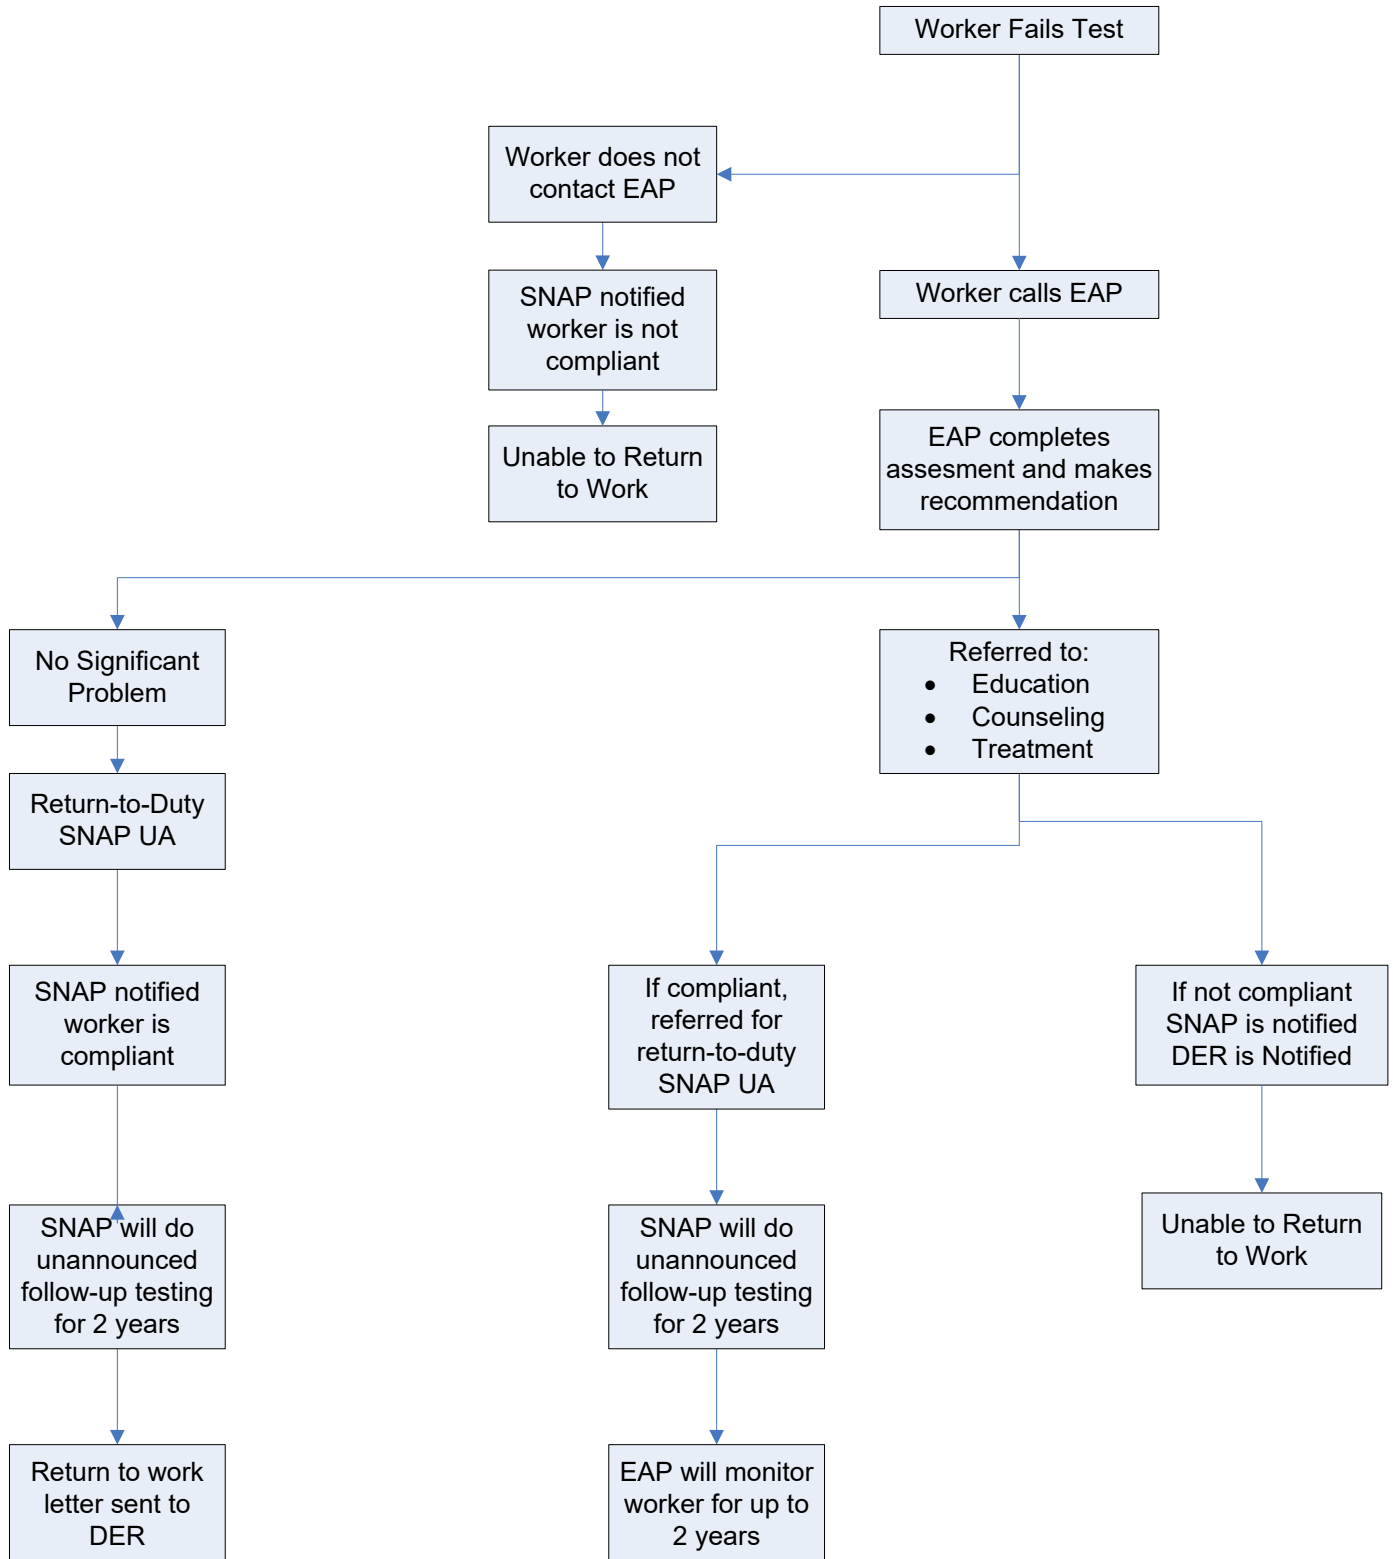 Worker Fails Test
Worker does not
contact EAP
SNAP notified
worker is not
compliant
Unable to Return
to Work
Worker calls EAP
EAP completes
assesment and makes
recommendation
No Significant
Problem
Return-to-Duty
SNAP UA
SNAP notified
worker is
compliant
SNAP will do
unannounced
follow-up testing
for 2 years
Return to work
letter sent to
DER
Referred to:
• Education
• Counseling
• Treatment
If compliant,
referred for
return-to-duty
SNAP UA
SNAP will do
unannounced
follow-up testing
for 2 years
EAP will monitor
worker for up to
2 years
If not compliant
SNAP is notified
DER is Notified
Unable to Return
to Work